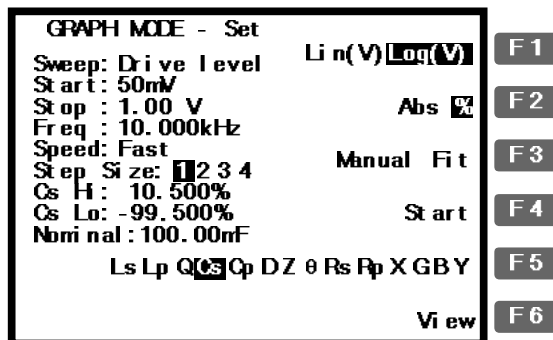 GRAPH MODE - Set
Lin(V) Log(V) F1
Sweep: Drive level
Start: 50mV
Stop : 1.00 V
Abs % F2
Freq : 10.000kHz
Speed: Fast
Manual Fit F3
Step Size: 1 2 3 4
Cs Hi: 10.500%
Cs Lo: -99.500%
Start F4
Nominal: 100.00mF
Ls Lp Q Cs Cp D Z θ Rs Rp X G B Y F5
View F6